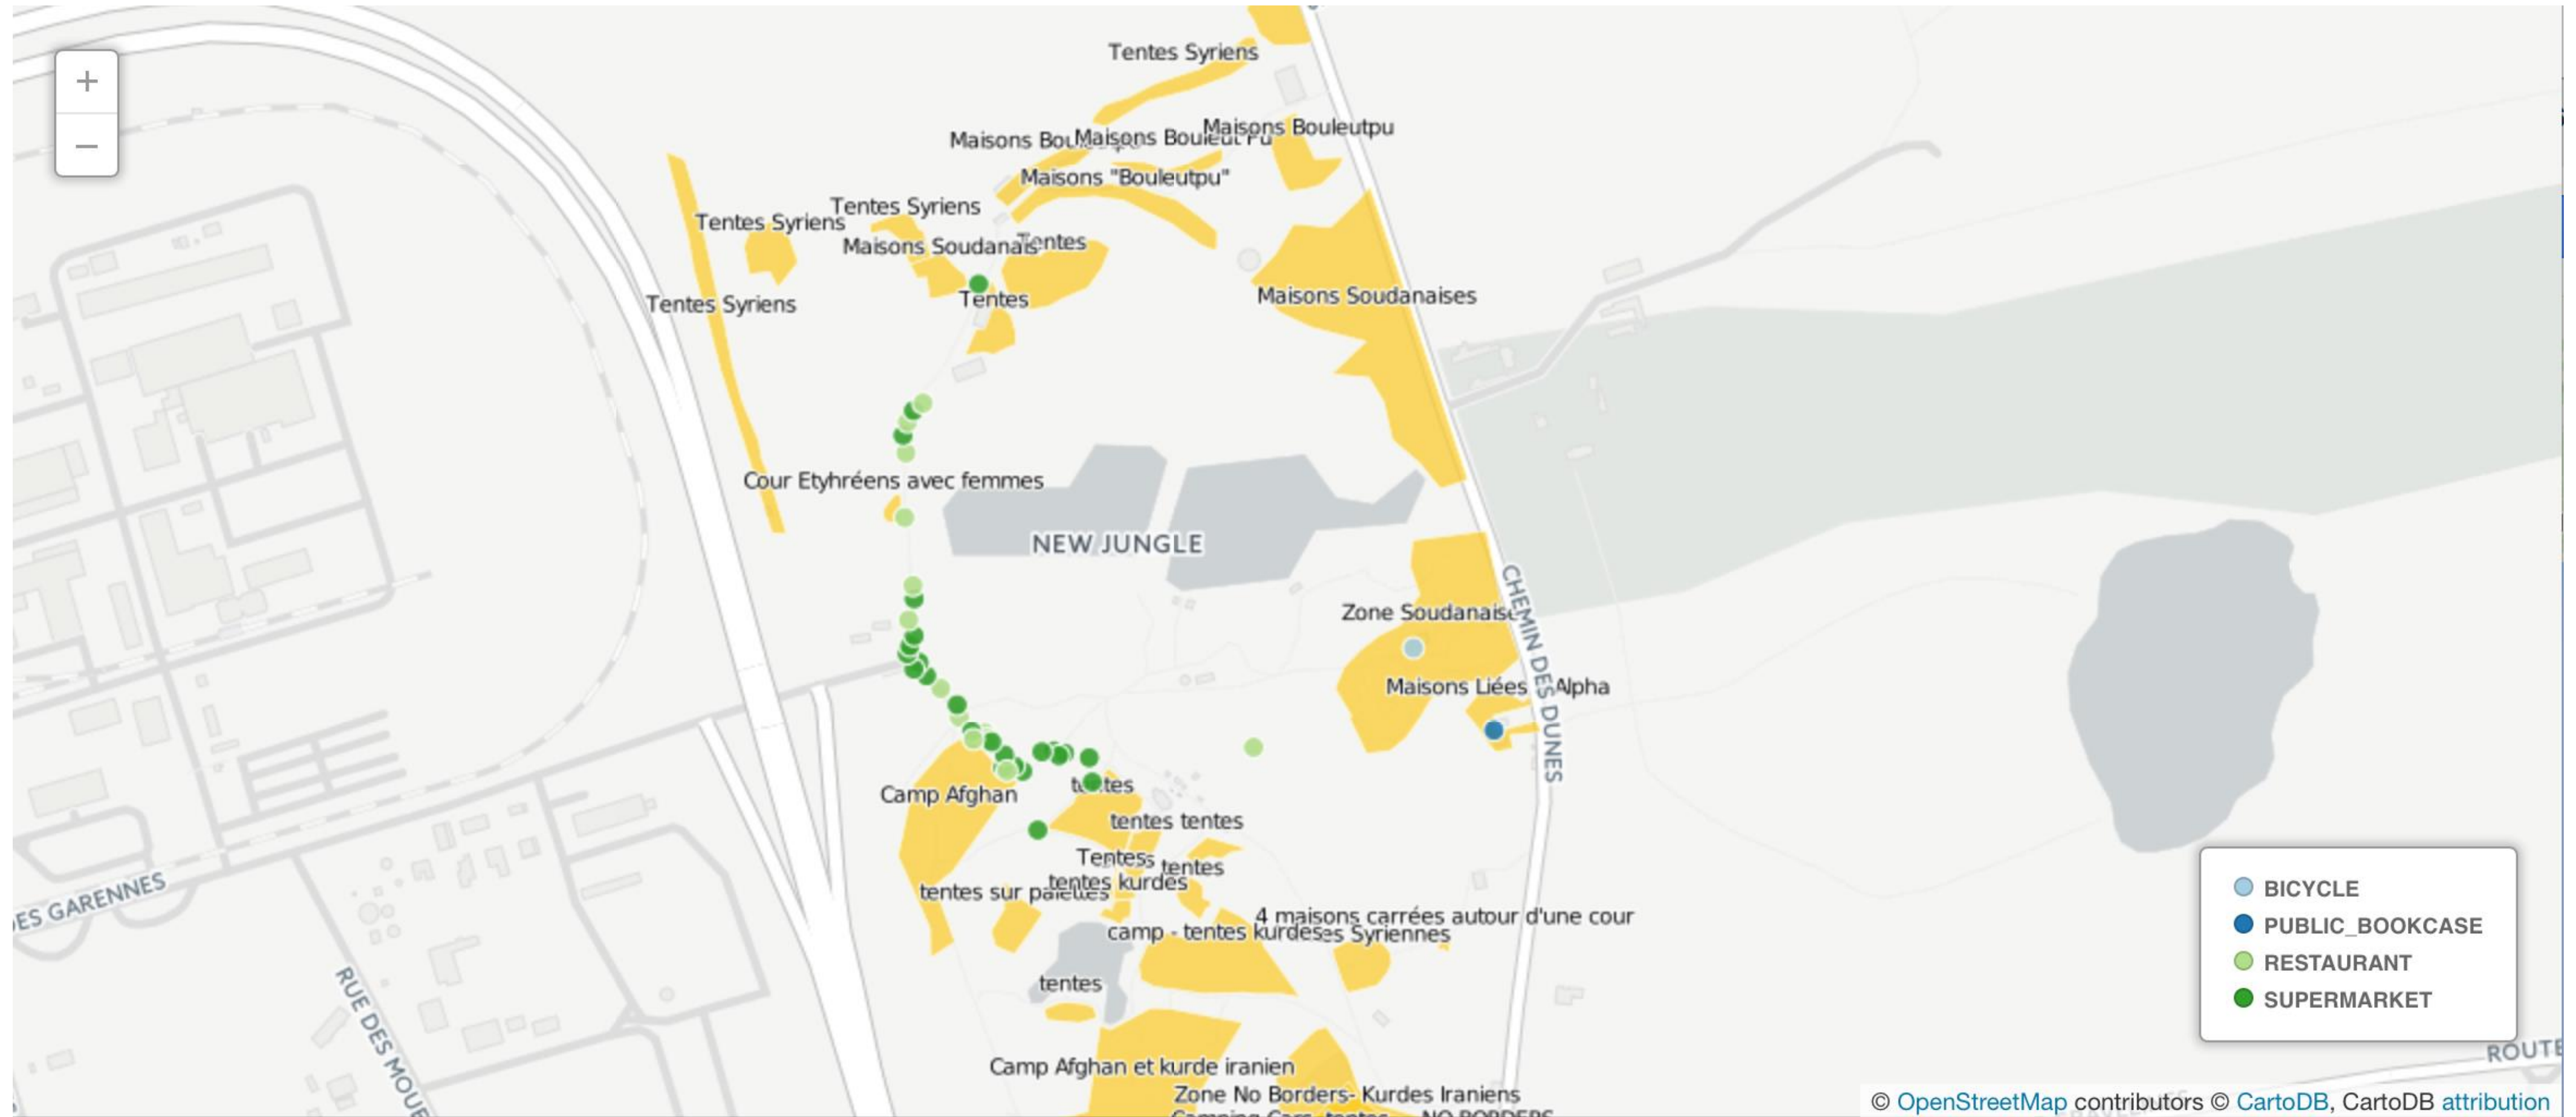 +
−
Tentes Syriens
Maisons Bouleutpu
Maisons Bouleut Pu
Maisons "Bouleutpu"
Tentes Syriens
Tentes Syriens
Maisons Soudanais
Tentes
Tentes Syriens
Tentes
Maisons Soudanaises
Cour Etyhréens avec femmes
NEW JUNGLE
Zone Soudanaise
CHEMIN DES DUNES
Maisons Liées
Alpha
Camp Afghan
tentes
tentes tentes
Tentes
tentes
tentes kurdes
tentes sur palettes
4 maisons carrées autour d'une cour
camp - tentes kurdes
es Syriennes
tentes
Camp Afghan et kurde iranien
Zone No Borders- Kurdes Iraniens
DES GARENNES
RUE DES
ROUTE
BICYCLE
PUBLIC_BOOKCASE
RESTAURANT
SUPERMARKET
© OpenStreetMap contributors © CartoDB, CartoDB attribution